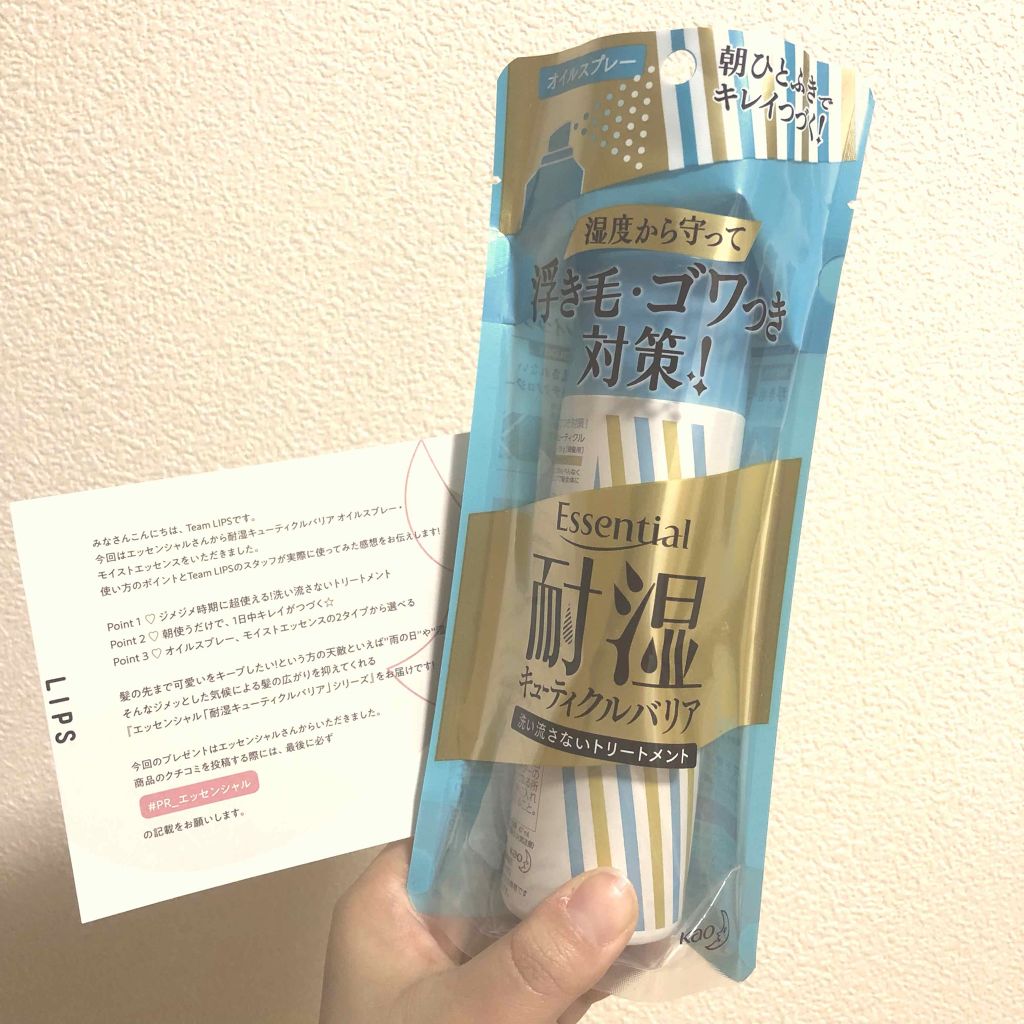 オイルスプレー
朝ひとふきで
キレイつづく!
湿度から守って
浮き毛・ゴワつき
対策!
Essential
耐湿
キューティクルバリア
洗い流さないトリートメント
Kao
LIPS
みなさんこんにちは、Team LIPSです。
今回はエッセンシャルさんから耐湿キューティクルバリア オイルスプレー・
モイストエッセンスをいただきました。
使い方のポイントとTeam LIPSのスタッフが実際に使ってみた感想をお伝えします!
Point 1 ♡ ジメジメ時期に超使える!洗い流さないトリートメント
Point 2 ♡ 朝使うだけで、1日中キレイがつづく☆
Point 3 ♡ オイルスプレー、モイストエッセンスの2タイプから選べる
髪の先まで可愛いをキープしたい!という方の天敵といえば"雨の日"や
そんなジメッとした気候による髪の広がりを抑えてくれる
『エッセンシャル「耐湿キューティクルバリア」シリーズ』をお届けです!
今回のプレゼントはエッセンシャルさんからいただきました。
商品のクチコミを投稿する際には、最後に必ず
#PR_エッセンシャル
の記載をお願いします。